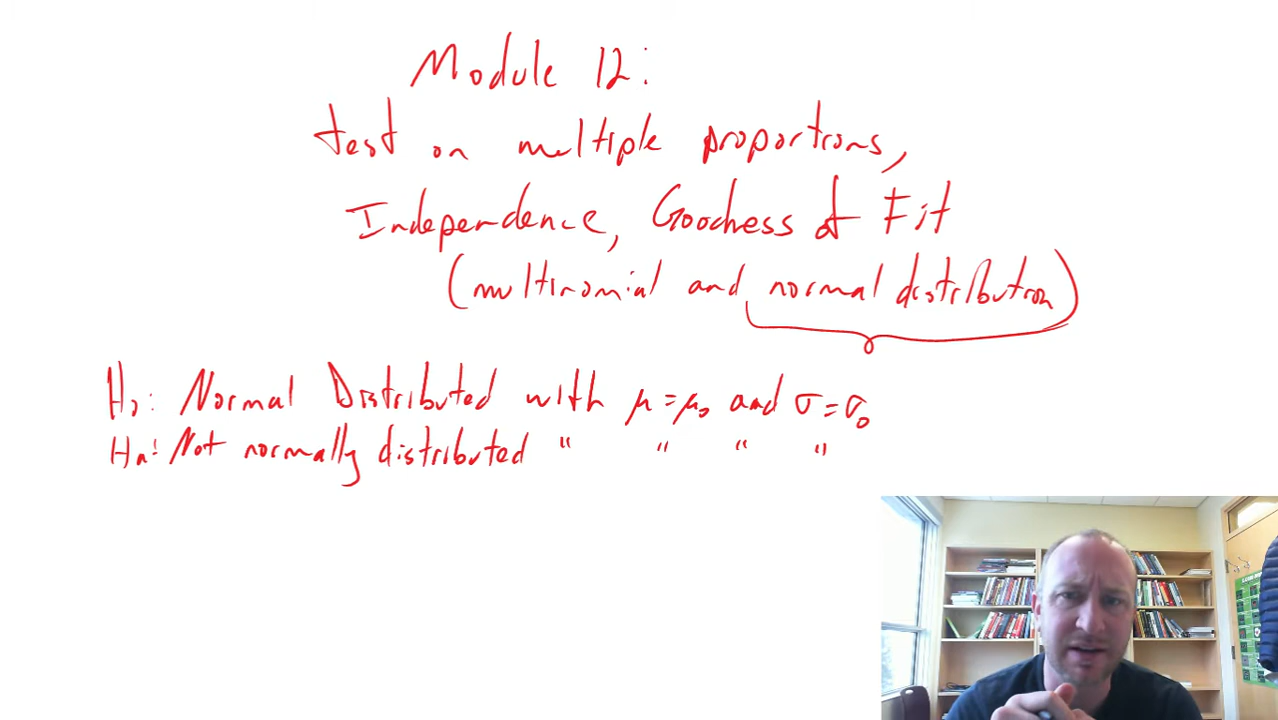 Module 12:
test on multiple proportions,
Independence, Goodness of Fit
(multinomial and normal distribution)
H₀: Normal Distributed with μ=μ₀ and σ=σ₀
Ha: Not normally distributed " " " "